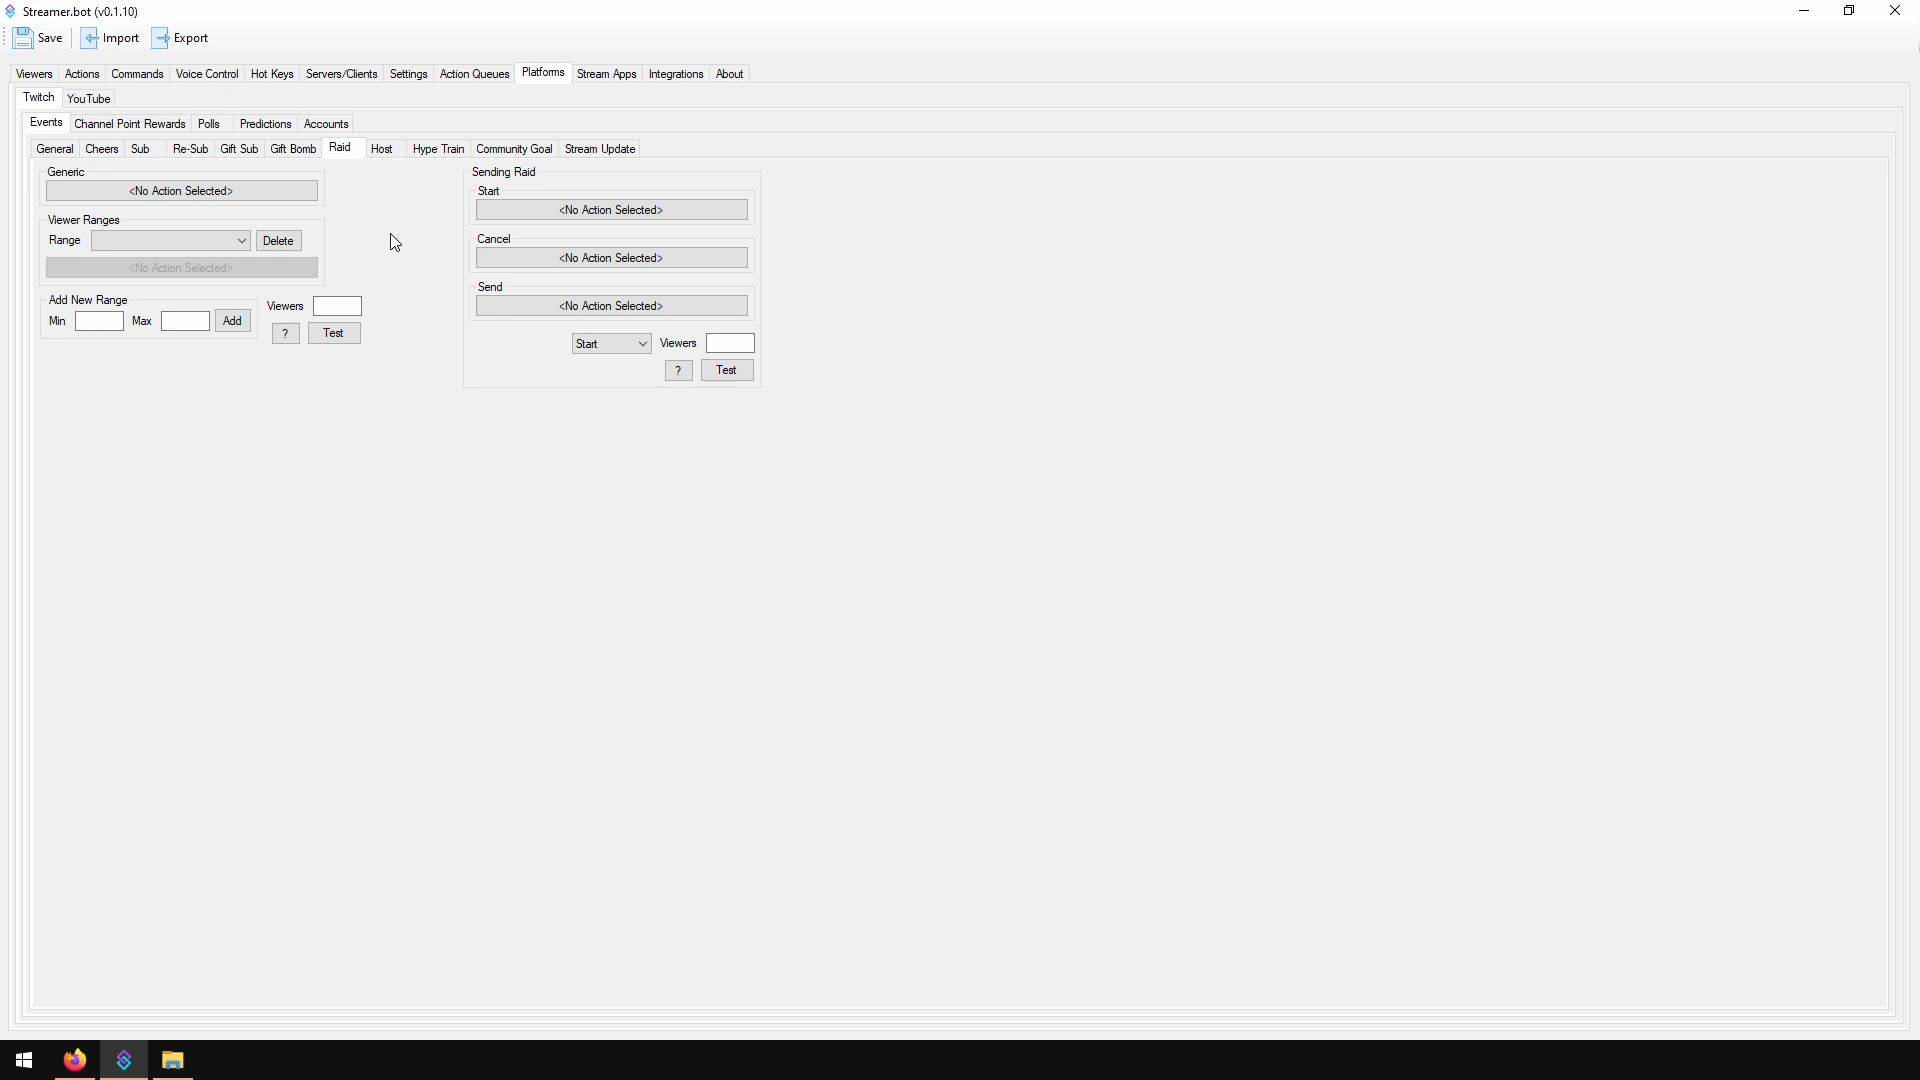 Streamer.bot (v0.1.10)
Save Import Export
Viewers Actions Commands Voice Control Hot Keys Servers/Clients Settings Action Queues Platforms Stream Apps Integrations About
Twitch YouTube
Events Channel Point Rewards Polls Predictions Accounts
General Cheers Sub Re-Sub Gift Sub Gift Bomb Raid Host Hype Train Community Goal Stream Update
Generic
<No Action Selected>
Viewer Ranges
Range Delete
<No Action Selected>
Add New Range
Min Max Add
Viewers
? Test
Sending Raid
Start
<No Action Selected>
Cancel
<No Action Selected>
Send
<No Action Selected>
Start Viewers
? Test